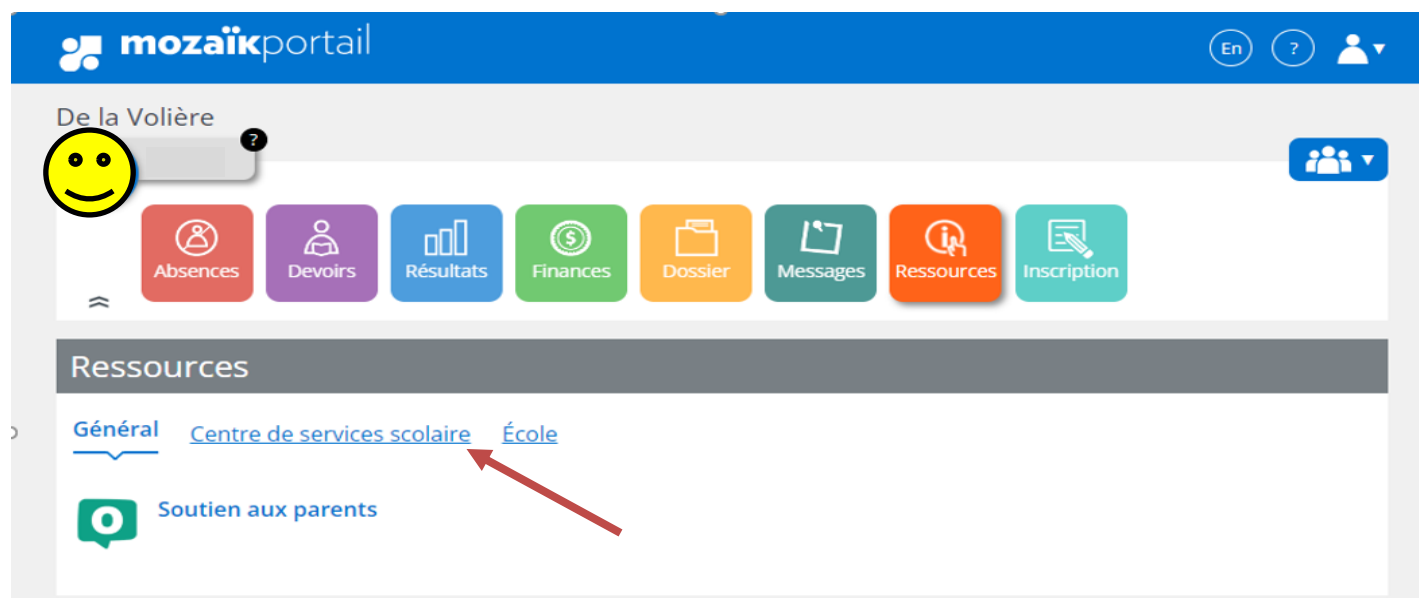 mozaïkportail
En ?
De la Volière
?
Absences Devoirs Résultats Finances Dossier Messages Ressources Inscription
Ressources
Général Centre de services scolaire École
Soutien aux parents